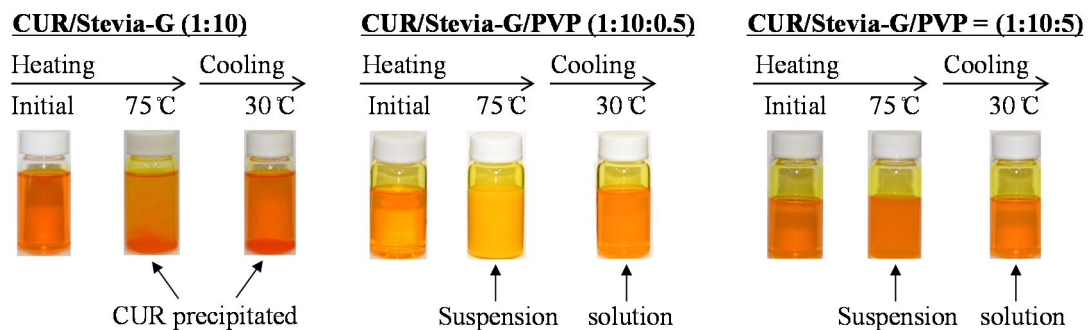 CUR/Stevia-G (1:10)
Heating Cooling
Initial 75℃ 30℃
CUR precipitated
CUR/Stevia-G/PVP (1:10:0.5)
Heating Cooling
Initial 75℃ 30℃
Suspension solution
CUR/Stevia-G/PVP = (1:10:5)
Heating Cooling
Initial 75℃ 30℃
Suspension solution